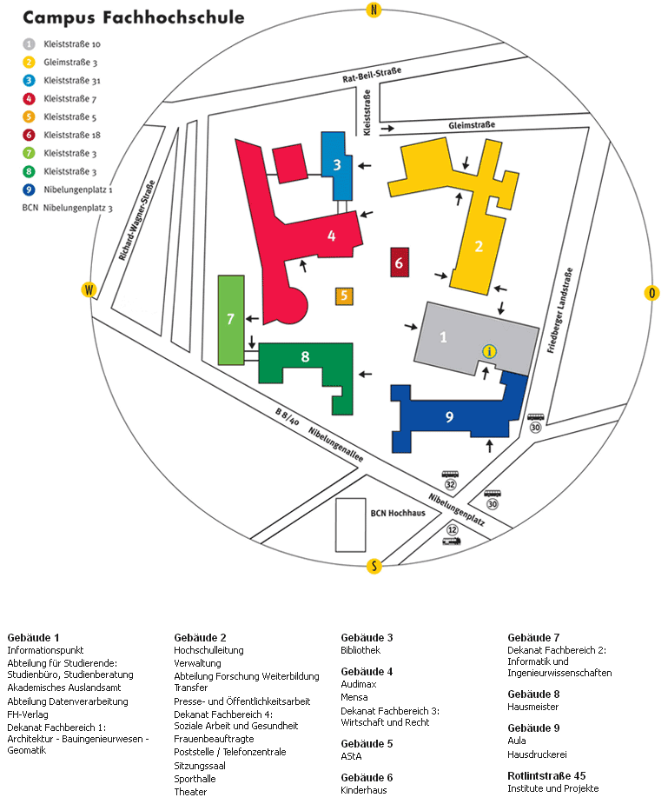 Campus Fachhochschule
1 Kleiststraße 10
2 Gleimstraße 3
3 Kleiststraße 31
4 Kleiststraße 7
5 Kleiststraße 5
6 Kleiststraße 18
7 Kleiststraße 3
8 Kleiststraße 3
9 Nibelungenplatz 1
BCN Nibelungenplatz 3
N
Rat-Beil-Straße
Kleiststraße
Gleimstraße
Richard-Wagner-Straße
Friedberger Landstraße
3
4
2
6
5
W
O
7
1
i
8
9
B 8/40 Nibelungenallee
30
32
30
Nibelungenplatz
12
BCN Hochhaus
S
Gebäude 1
Informationspunkt
Abteilung für Studierende:
Studienbüro, Studienberatung
Akademisches Auslandsamt
Abteilung Datenverarbeitung
FH-Verlag
Dekanat Fachbereich 1:
Architektur - Bauingenieurwesen -
Geomatik
Gebäude 2
Hochschulleitung
Verwaltung
Abteilung Forschung Weiterbildung
Transfer
Presse- und Öffentlichkeitsarbeit
Dekanat Fachbereich 4:
Soziale Arbeit und Gesundheit
Frauenbeauftragte
Poststelle / Telefonzentrale
Sitzungssaal
Sporthalle
Theater
Gebäude 3
Bibliothek
Gebäude 4
Audimax
Mensa
Dekanat Fachbereich 3:
Wirtschaft und Recht
Gebäude 5
AStA
Gebäude 6
Kinderhaus
Gebäude 7
Dekanat Fachbereich 2:
Informatik und
Ingenieurwissenschaften
Gebäude 8
Hausmeister
Gebäude 9
Aula
Hausdruckerei
Rotlintstraße 45
Institute und Projekte